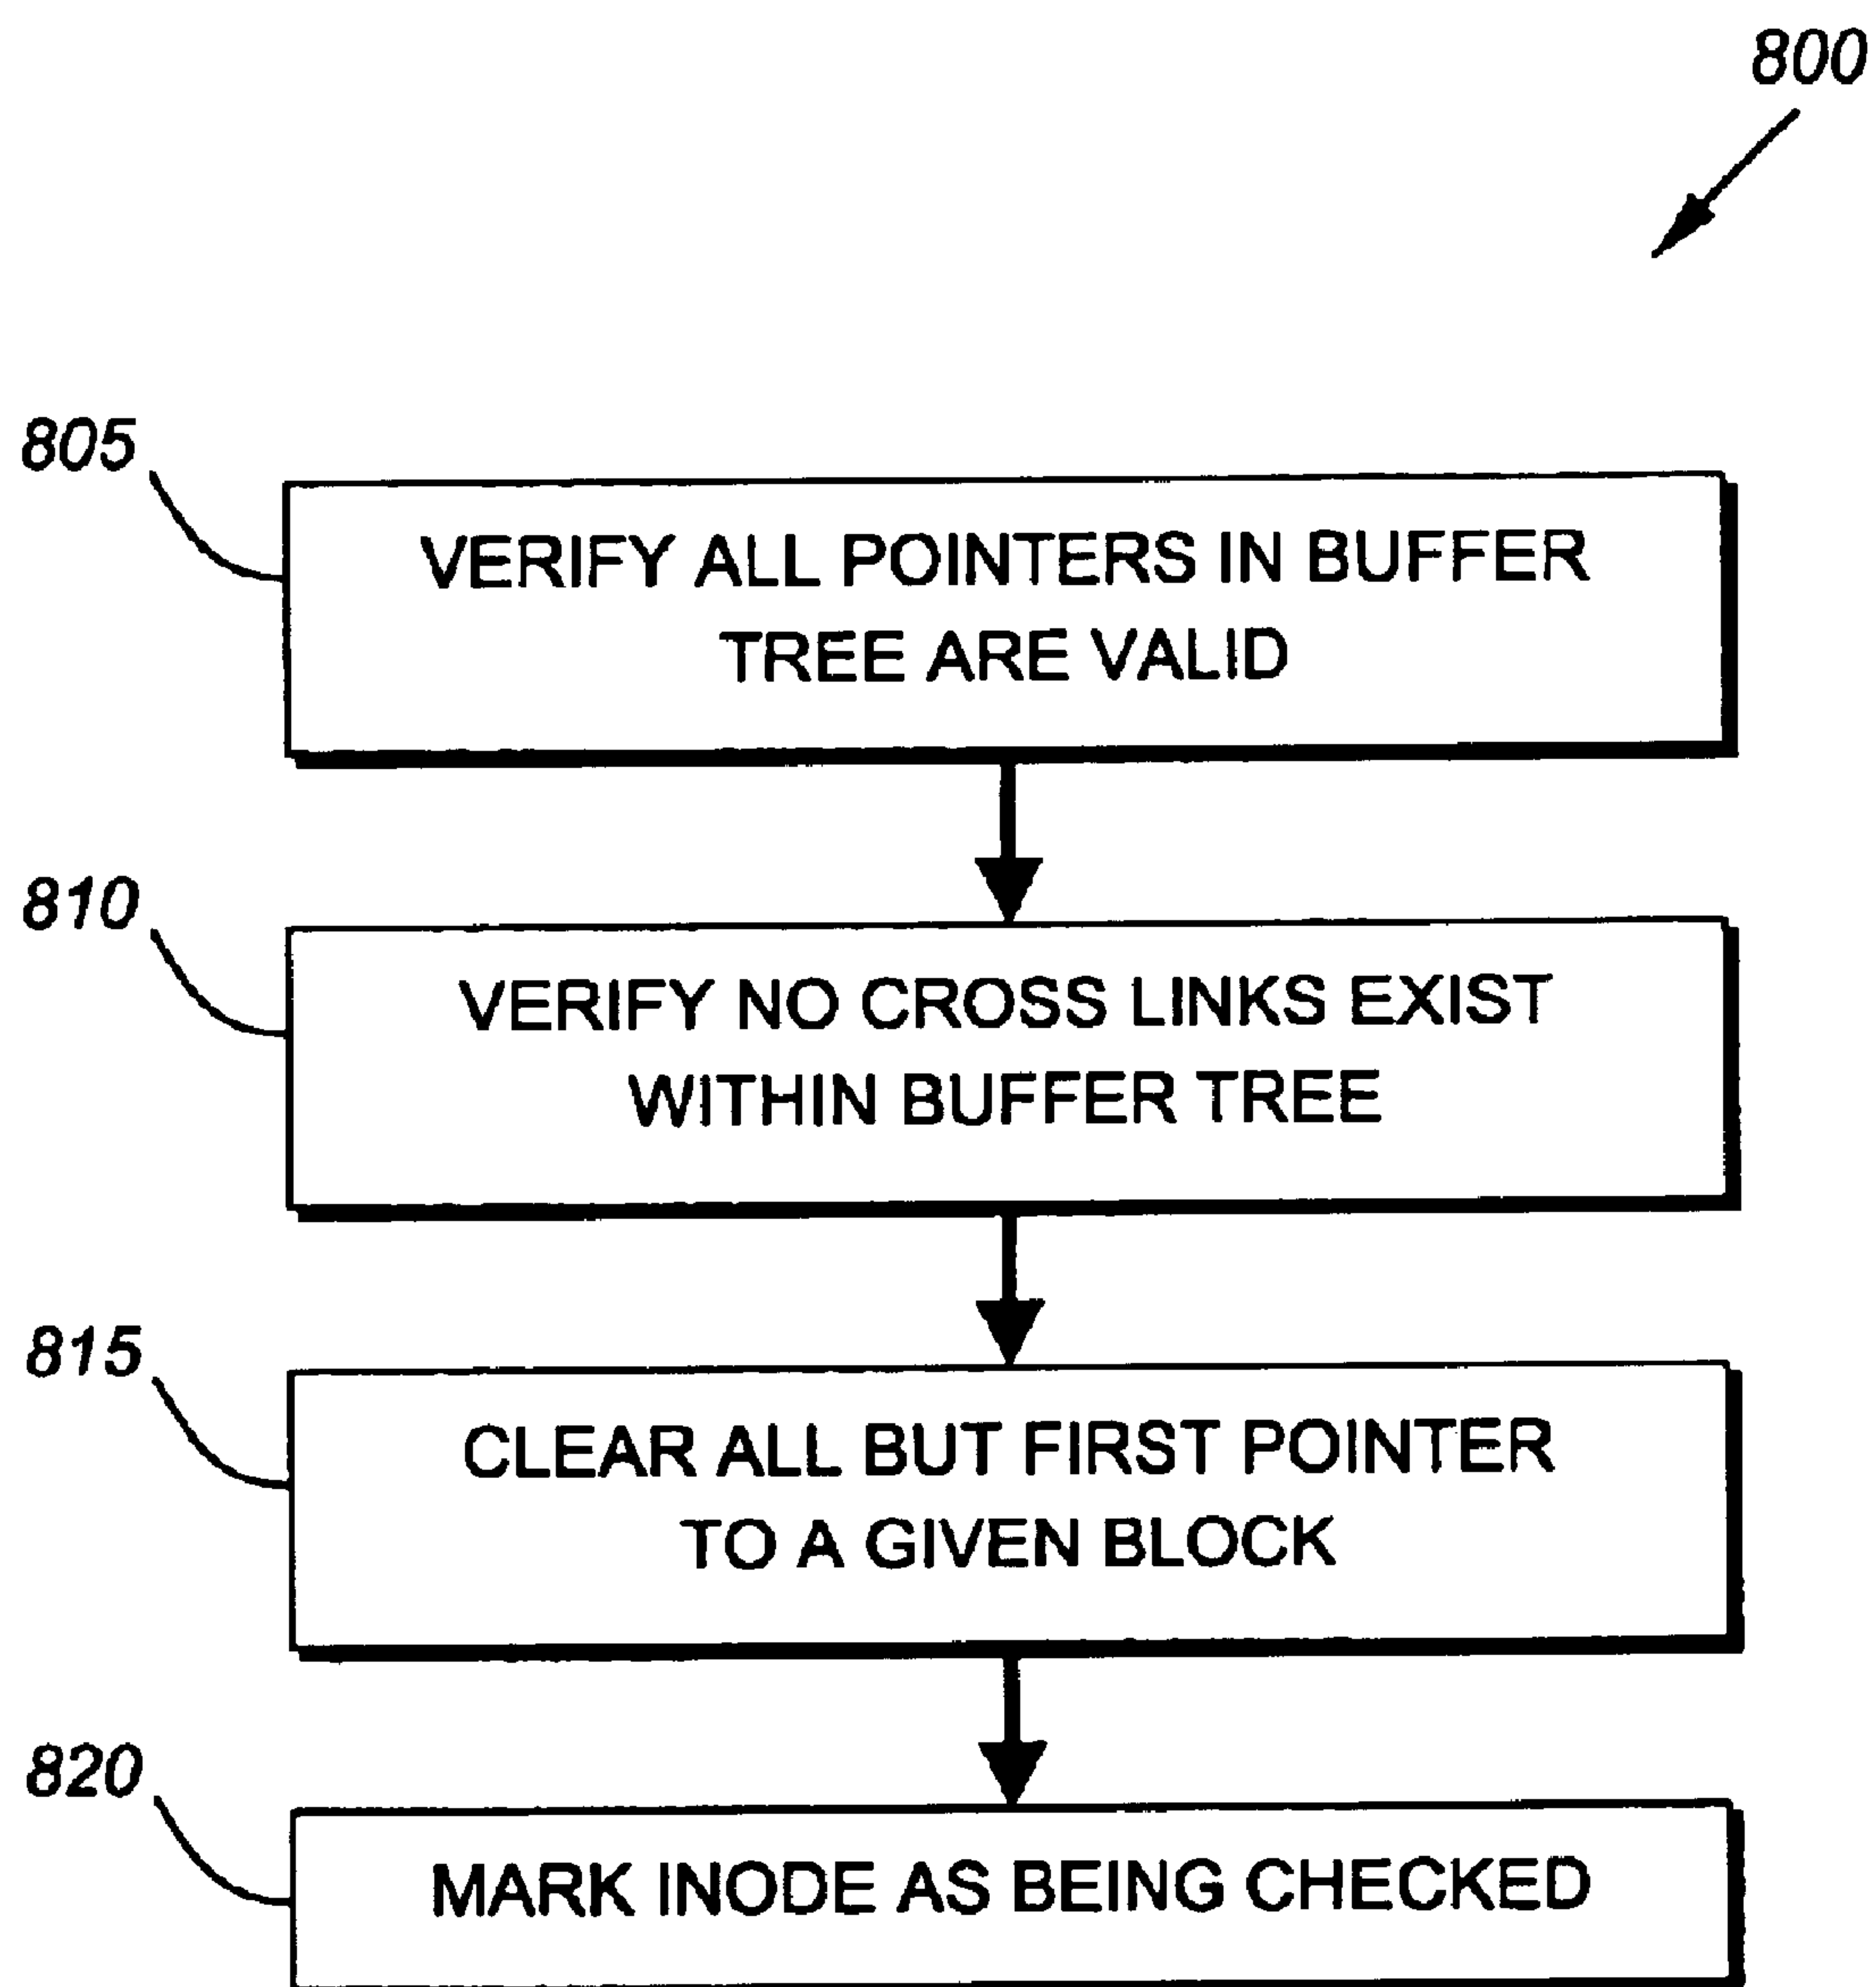 800
805
VERIFY ALL POINTERS IN BUFFER
TREE ARE VALID
810
VERIFY NO CROSS LINKS EXIST
WITHIN BUFFER TREE
815
CLEAR ALL BUT FIRST POINTER
TO A GIVEN BLOCK
820
MARK INODE AS BEING CHECKED